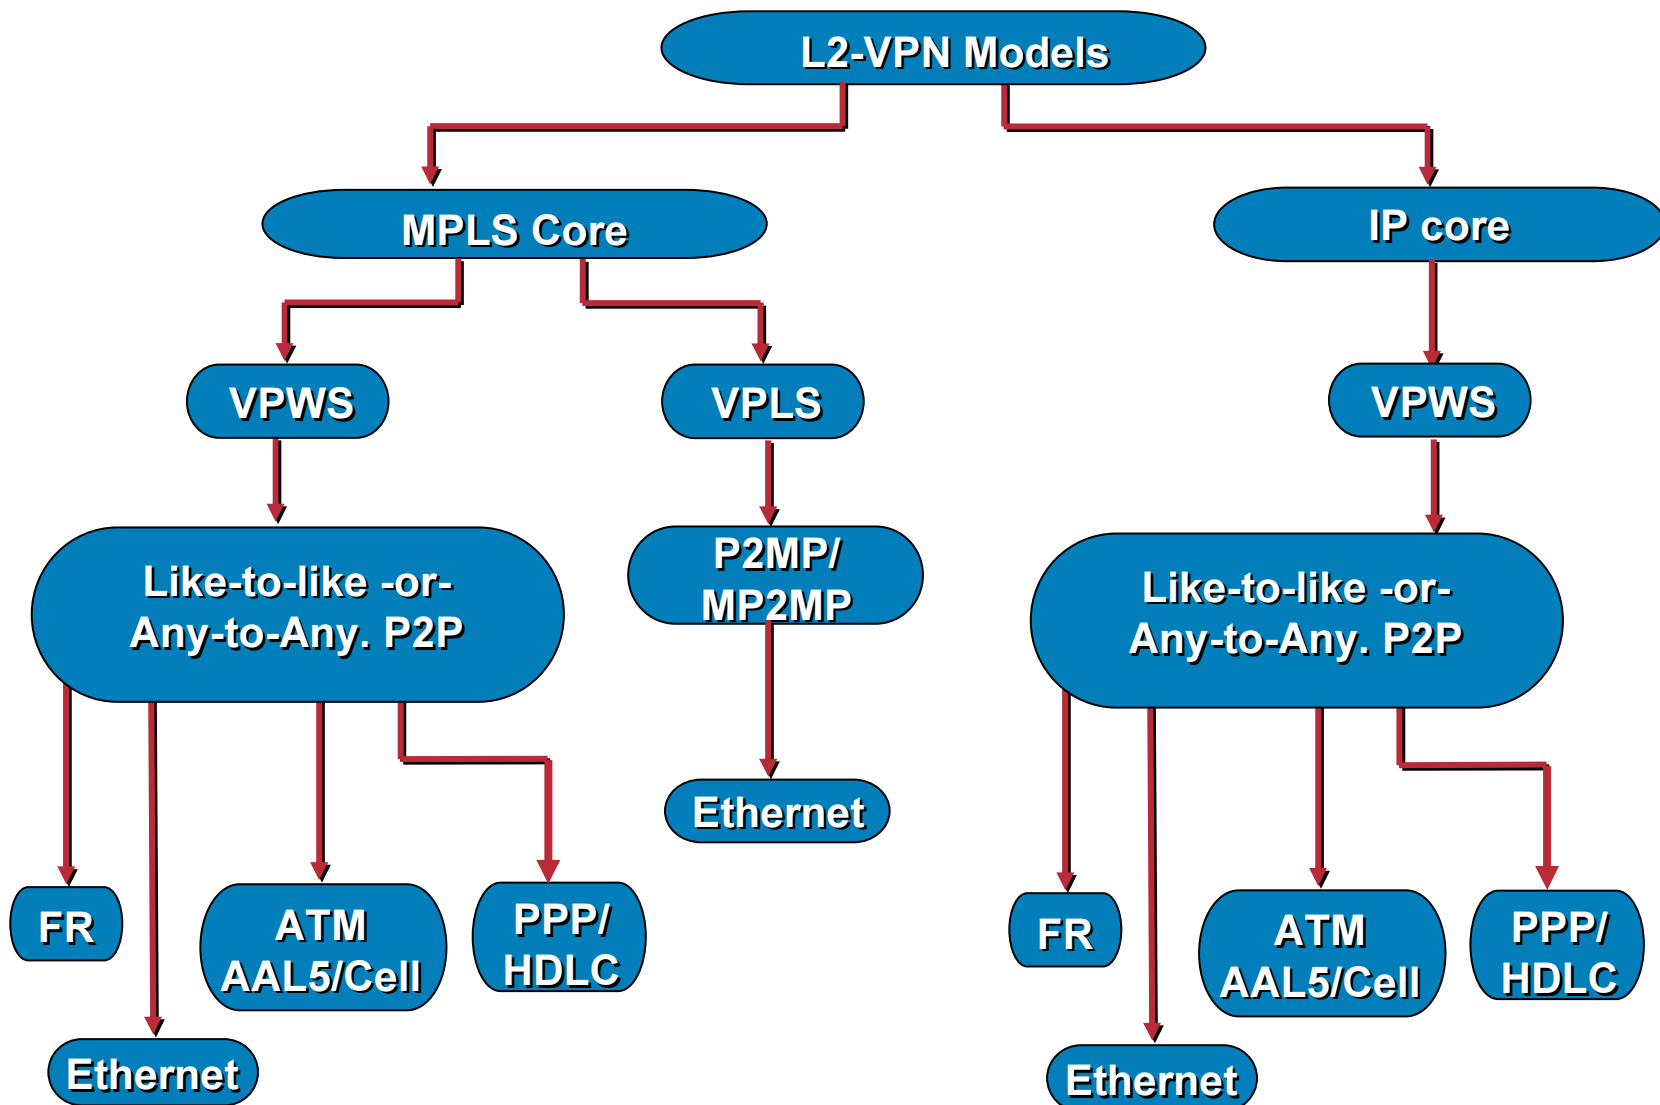 L2-VPN Models
MPLS Core
IP core
VPWS
VPLS
VPWS
Like-to-like -or-
Any-to-Any. P2P
P2MP/
MP2MP
Like-to-like -or-
Any-to-Any. P2P
Ethernet
FR
ATM
AAL5/Cell
PPP/
HDLC
FR
ATM
AAL5/Cell
PPP/
HDLC
Ethernet
Ethernet